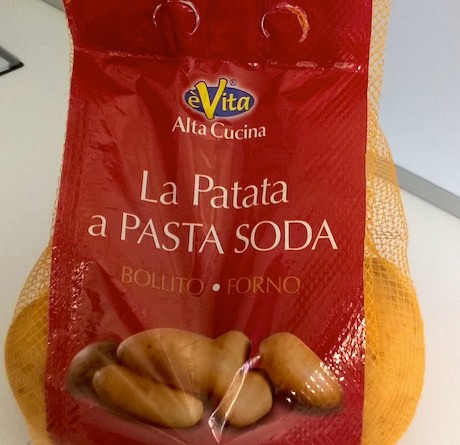 èVita®
Alta Cucina
La Patata
a PASTA SODA
BOLLITO • FORNO